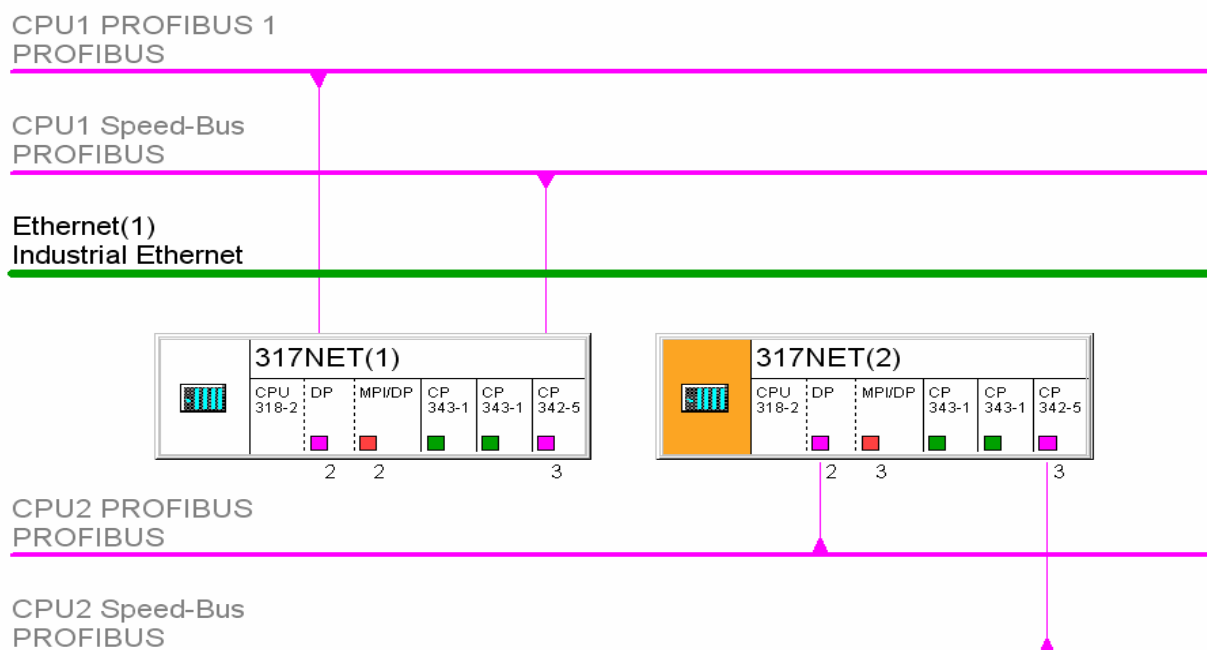 CPU1 PROFIBUS 1
PROFIBUS
CPU1 Speed-Bus
PROFIBUS
Ethernet(1)
Industrial Ethernet
317NET(1)
CPU 318-2 DP MPI/DP CP 343-1 CP 343-1 CP 342-5
2 2 3
317NET(2)
CPU 318-2 DP MPI/DP CP 343-1 CP 343-1 CP 342-5
2 3 3
CPU2 PROFIBUS
PROFIBUS
CPU2 Speed-Bus
PROFIBUS